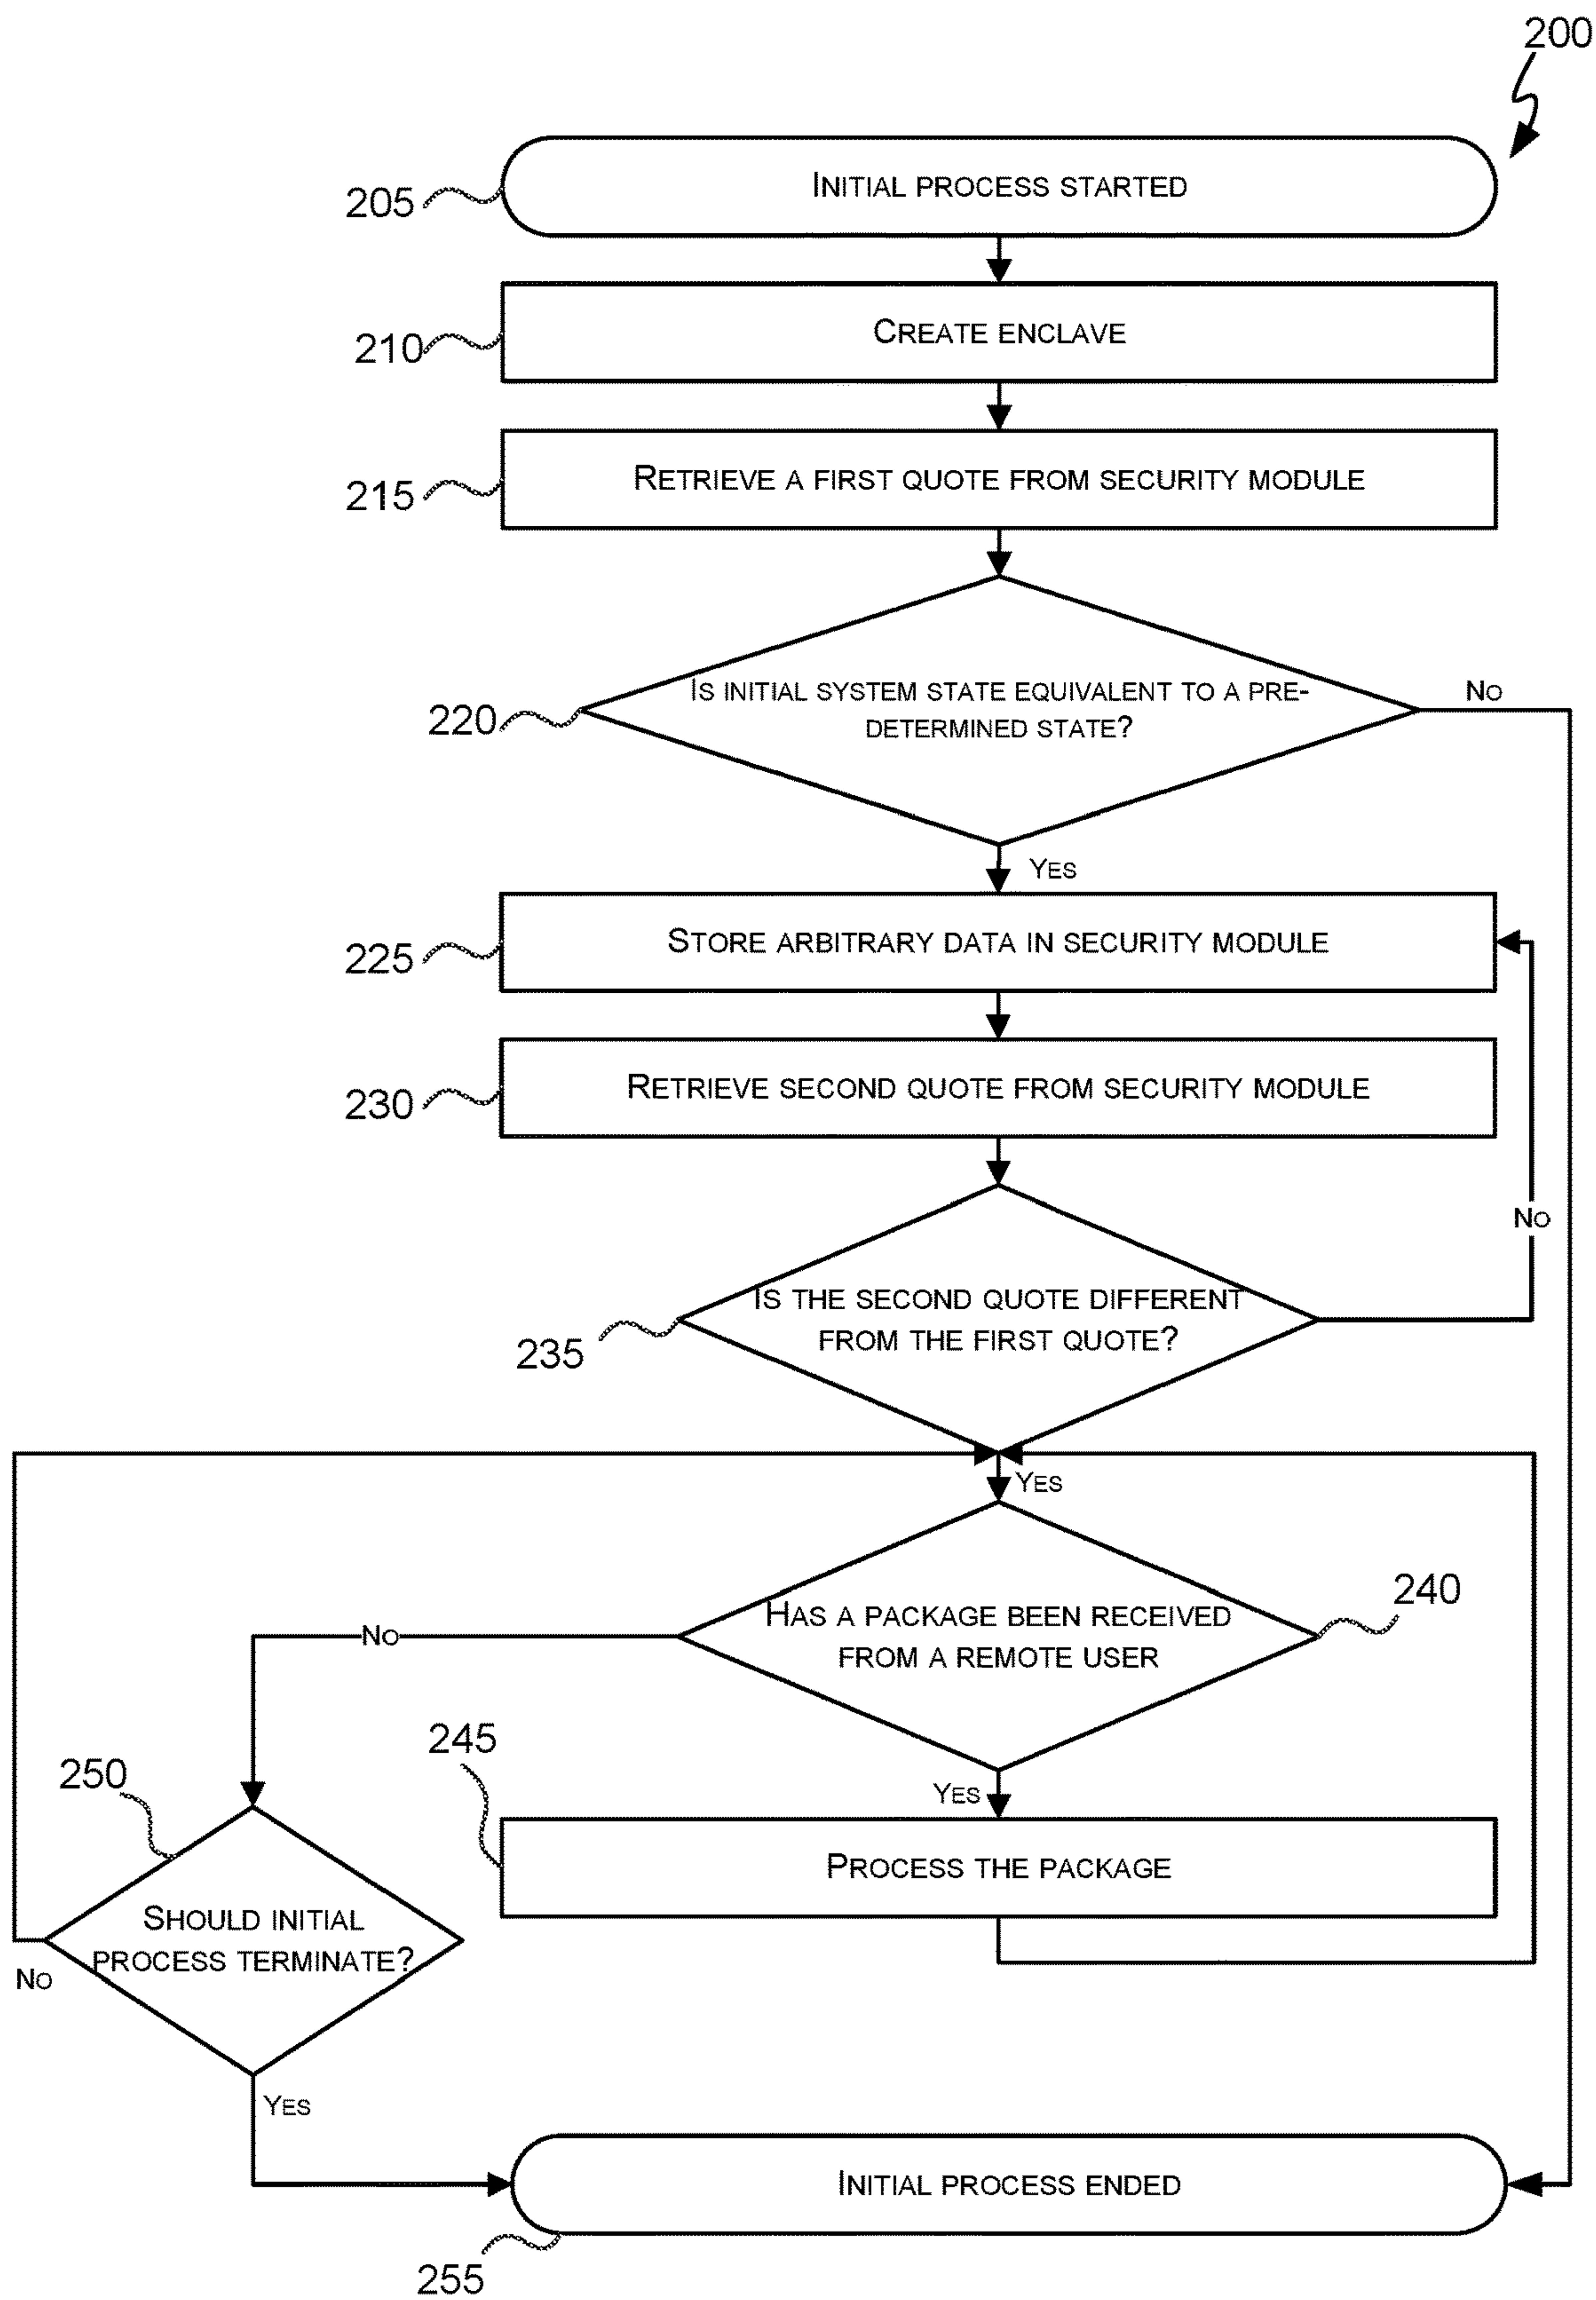 200
INITIAL PROCESS STARTED
205
CREATE ENCLAVE
210
RETRIEVE A FIRST QUOTE FROM SECURITY MODULE
215
IS INITIAL SYSTEM STATE EQUIVALENT TO A PRE-
DETERMINED STATE?
NO
220
YES
STORE ARBITRARY DATA IN SECURITY MODULE
225
RETRIEVE SECOND QUOTE FROM SECURITY MODULE
230
NO
IS THE SECOND QUOTE DIFFERENT
FROM THE FIRST QUOTE?
235
YES
240
HAS A PACKAGE BEEN RECEIVED
FROM A REMOTE USER
NO
245
250
YES
PROCESS THE PACKAGE
SHOULD INITIAL
PROCESS TERMINATE?
NO
YES
INITIAL PROCESS ENDED
255